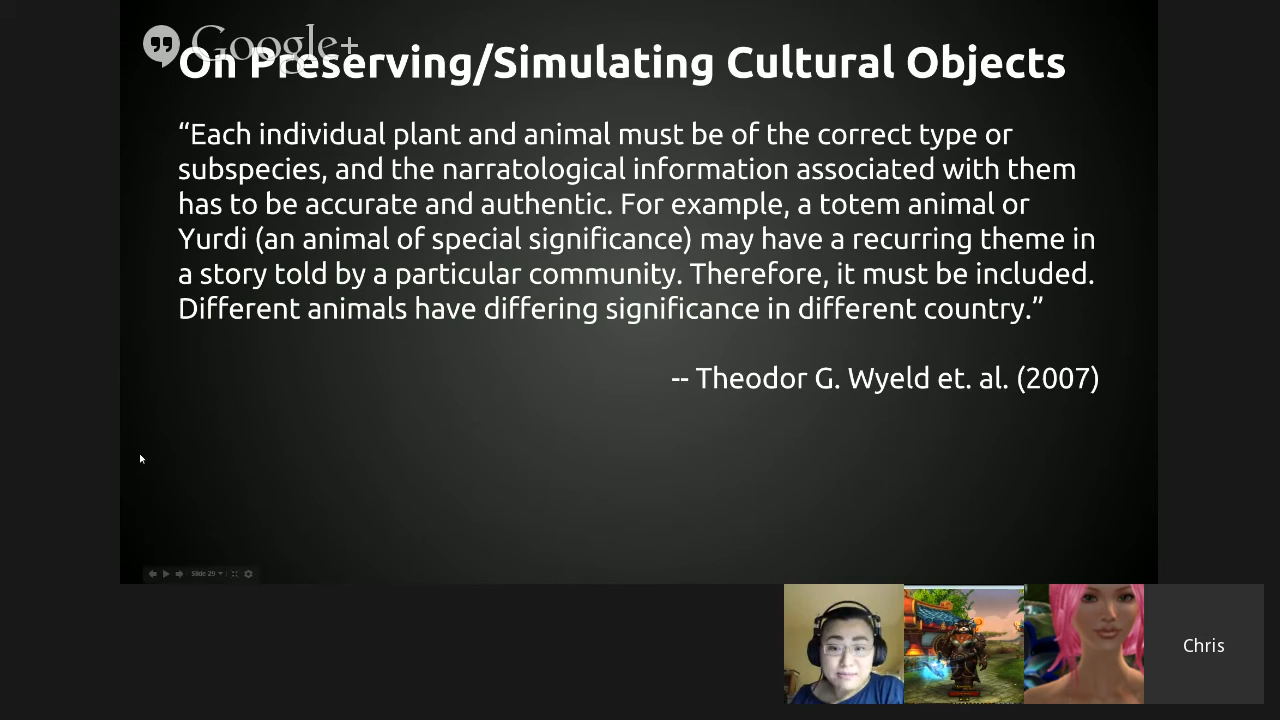 Google+
On Preserving/Simulating Cultural Objects
“Each individual plant and animal must be of the correct type or
subspecies, and the narratological information associated with them
has to be accurate and authentic. For example, a totem animal or
Yurdi (an animal of special significance) may have a recurring theme in
a story told by a particular community. Therefore, it must be included.
Different animals have differing significance in different country.”
-- Theodor G. Wyeld et. al. (2007)
Slide 29
Chris